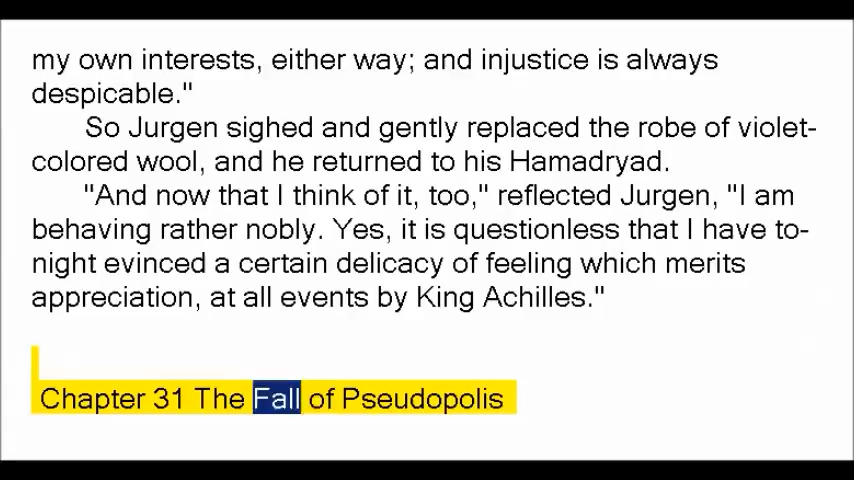 my own interests, either way; and injustice is always
despicable."
So Jurgen sighed and gently replaced the robe of violet-
colored wool, and he returned to his Hamadryad.
"And now that I think of it, too," reflected Jurgen, "I am
behaving rather nobly. Yes, it is questionless that I have to-
night evinced a certain delicacy of feeling which merits
appreciation, at all events by King Achilles."
Chapter 31 The Fall of Pseudopolis